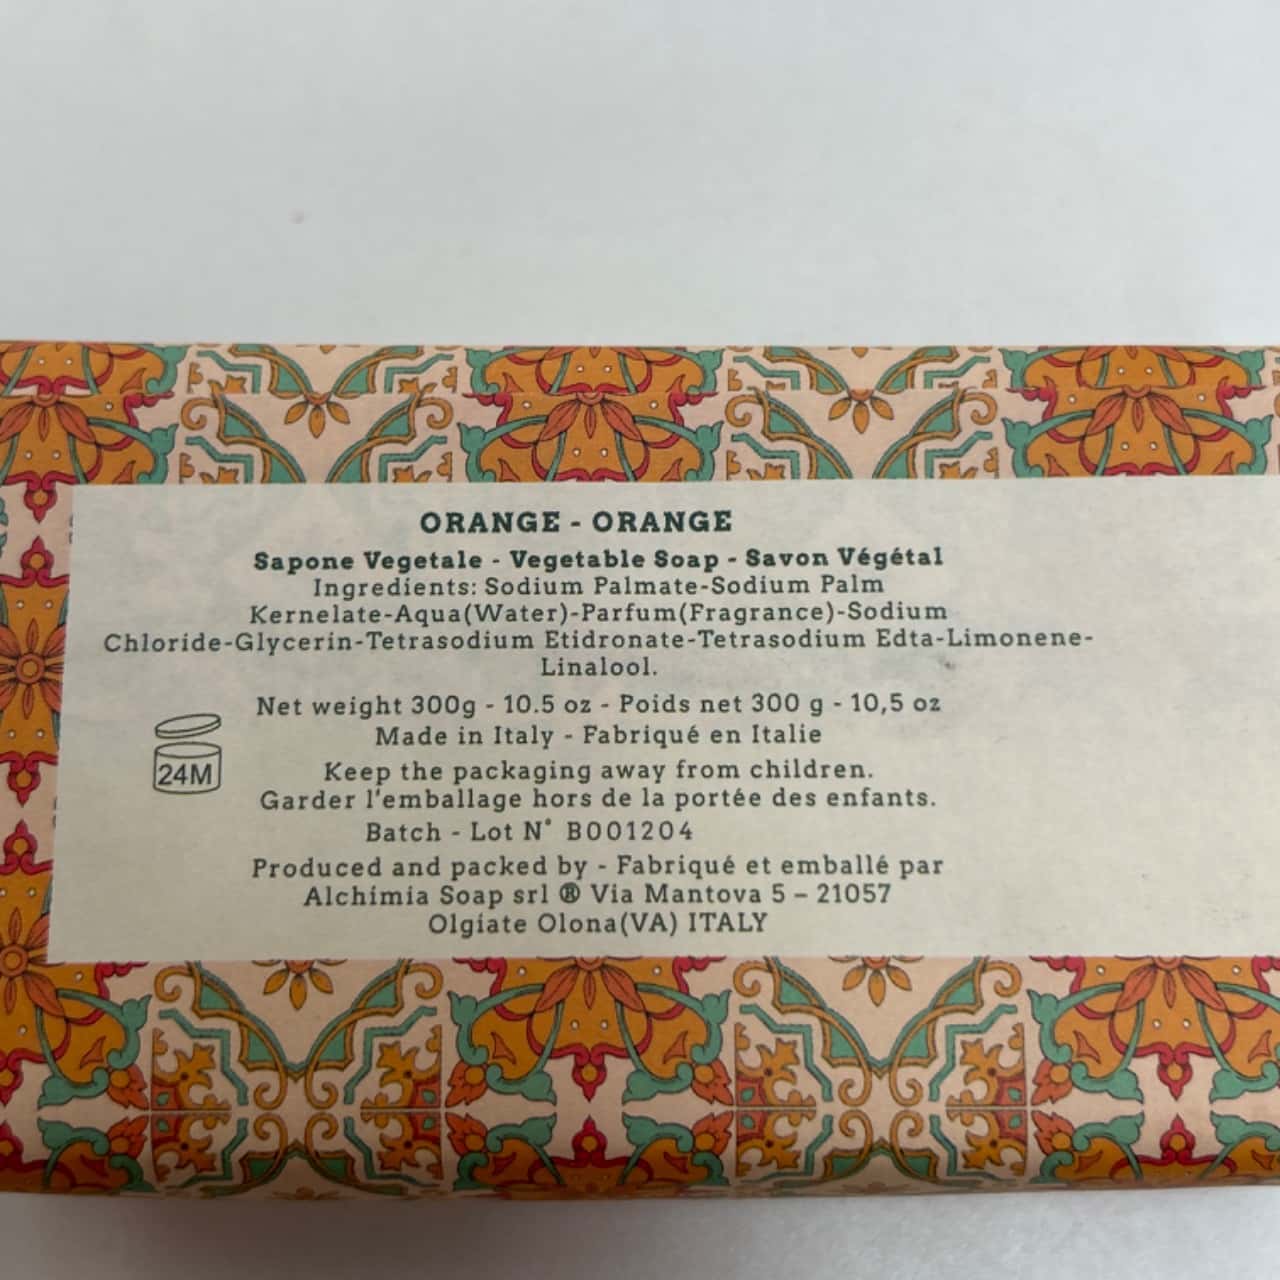 ORANGE - ORANGE
Sapone Vegetale - Vegetable Soap - Savon Végétal
Ingredients: Sodium Palmate-Sodium Palm
Kernelate-Aqua(Water)-Parfum(Fragrance)-Sodium
Chloride-Glycerin-Tetrasodium Etidronate-Tetrasodium Edta-Limonene-
Linalool.
Net weight 300g - 10.5 oz - Poids net 300 g - 10,5 oz
Made in Italy - Fabriqué en Italie
24M
Keep the packaging away from children.
Garder l'emballage hors de la portée des enfants.
Batch - Lot N° B001204
Produced and packed by - Fabriqué et emballé par
Alchimia Soap srl ® Via Mantova 5 – 21057
Olgiate Olona(VA) ITALY